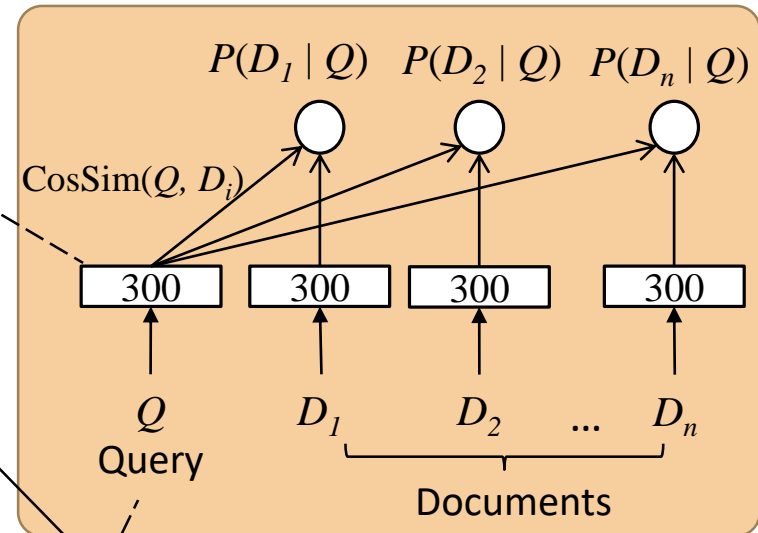 P(D1 | Q) P(D2 | Q) P(Dn | Q)
CosSim(Q, Di)
300 300 300 300
Q D1 D2 ... Dn
Query
Documents